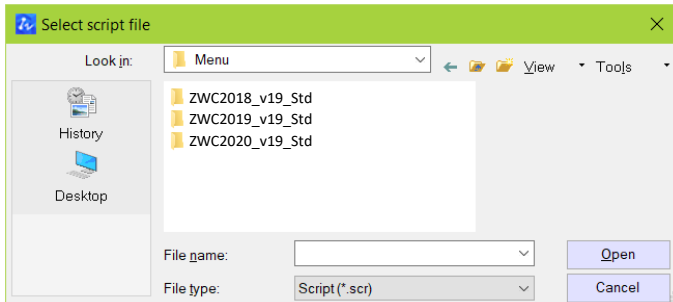 Select script file
Look in: Menu View Tools
ZWC2018_v19_Std
ZWC2019_v19_Std
ZWC2020_v19_Std
History
Desktop
File name: Open
File type: Script (*.scr) Cancel